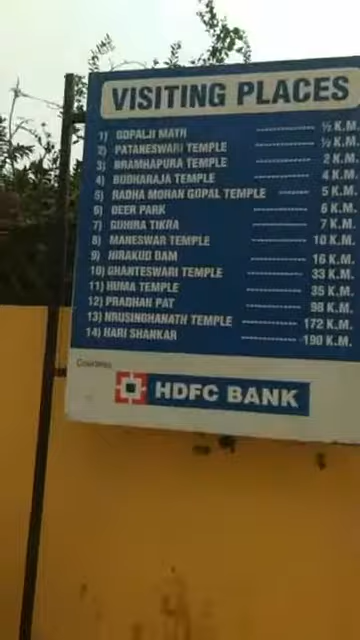 VISITING PLACES
1) GOPALJI MATH ---------------- ½ K.M.
2) PATANESWARI TEMPLE ---------------- ½ K.M.
3) BRAMHAPURA TEMPLE ---------------- 2 K.M.
4) BUDHARAJA TEMPLE ---------------- 4 K.M.
5) RADHA MOHAN GOPAL TEMPLE -------- 5 K.M.
6) DEER PARK ---------------- 6 K.M.
7) GUHIRA TIKRA ---------------- 7 K.M.
8) MANESWAR TEMPLE ---------------- 10 K.M.
9) HIRAKUD DAM ---------------- 16 K.M.
10) GHANTESWARI TEMPLE ---------------- 33 K.M.
11) HUMA TEMPLE ---------------- 35 K.M.
12) PRADHAN PAT ---------------- 98 K.M.
13) NRUSINGHANATH TEMPLE ---------------- 172 K.M.
14) HARI SHANKAR ---------------- 190 K.M.
Courtesy
HDFC BANK